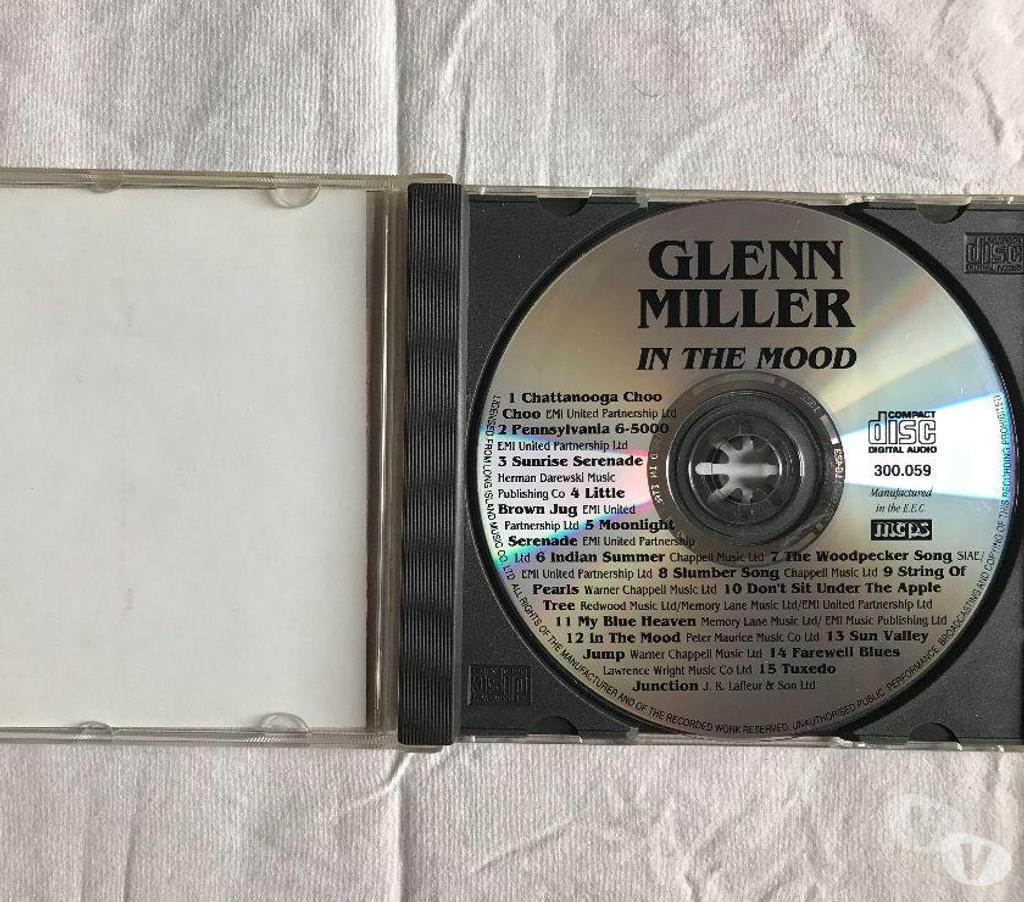 GLENN
MILLER
IN THE MOOD
1 Chattanooga Choo
Choo EMI United Partnership Ltd
2 Pennsylvania 6-5000
EMI United Partnership Ltd
3 Sunrise Serenade
Herman Darewski Music
Publishing Co 4 Little
Brown Jug EMI United
Partnership Ltd 5 Moonlight
Serenade EMI United Partnership
Ltd 6 Indian Summer Chappell Music Ltd 7 The Woodpecker Song SIAE/
EMI United Partnership Ltd 8 Slumber Song Chappell Music Ltd 9 String Of
Pearls Warner Chappell Music Ltd 10 Don't Sit Under The Apple
Tree Redwood Music Ltd/Memory Lane Music Ltd/EMI United Partnership Ltd
11 My Blue Heaven Memory Lane Music Ltd/ EMI Music Publishing Ltd
12 In The Mood Peter Maurice Music Co Ltd 13 Sun Valley
Jump Warner Chappell Music Ltd 14 Farewell Blues
Lawrence Wright Music Co Ltd 15 Tuxedo
Junction J. R. Lafleur & Son Ltd
COMPACT
disc
DIGITAL AUDIO
300.059
Manufactured
in the E.E.C.
mcps
LICENSED FROM LONG ISLAND MUSIC CO. LTD ALL RIGHTS OF THE MANUFACTURER AND OF THE RECORDED WORK RESERVED. UNAUTHORISED PUBLIC PERFORMANCE BROADCASTING AND COPYING OF THIS RECORDING PROHIBITED
COMPACT
disc
DIGITAL AUDIO
disc
V